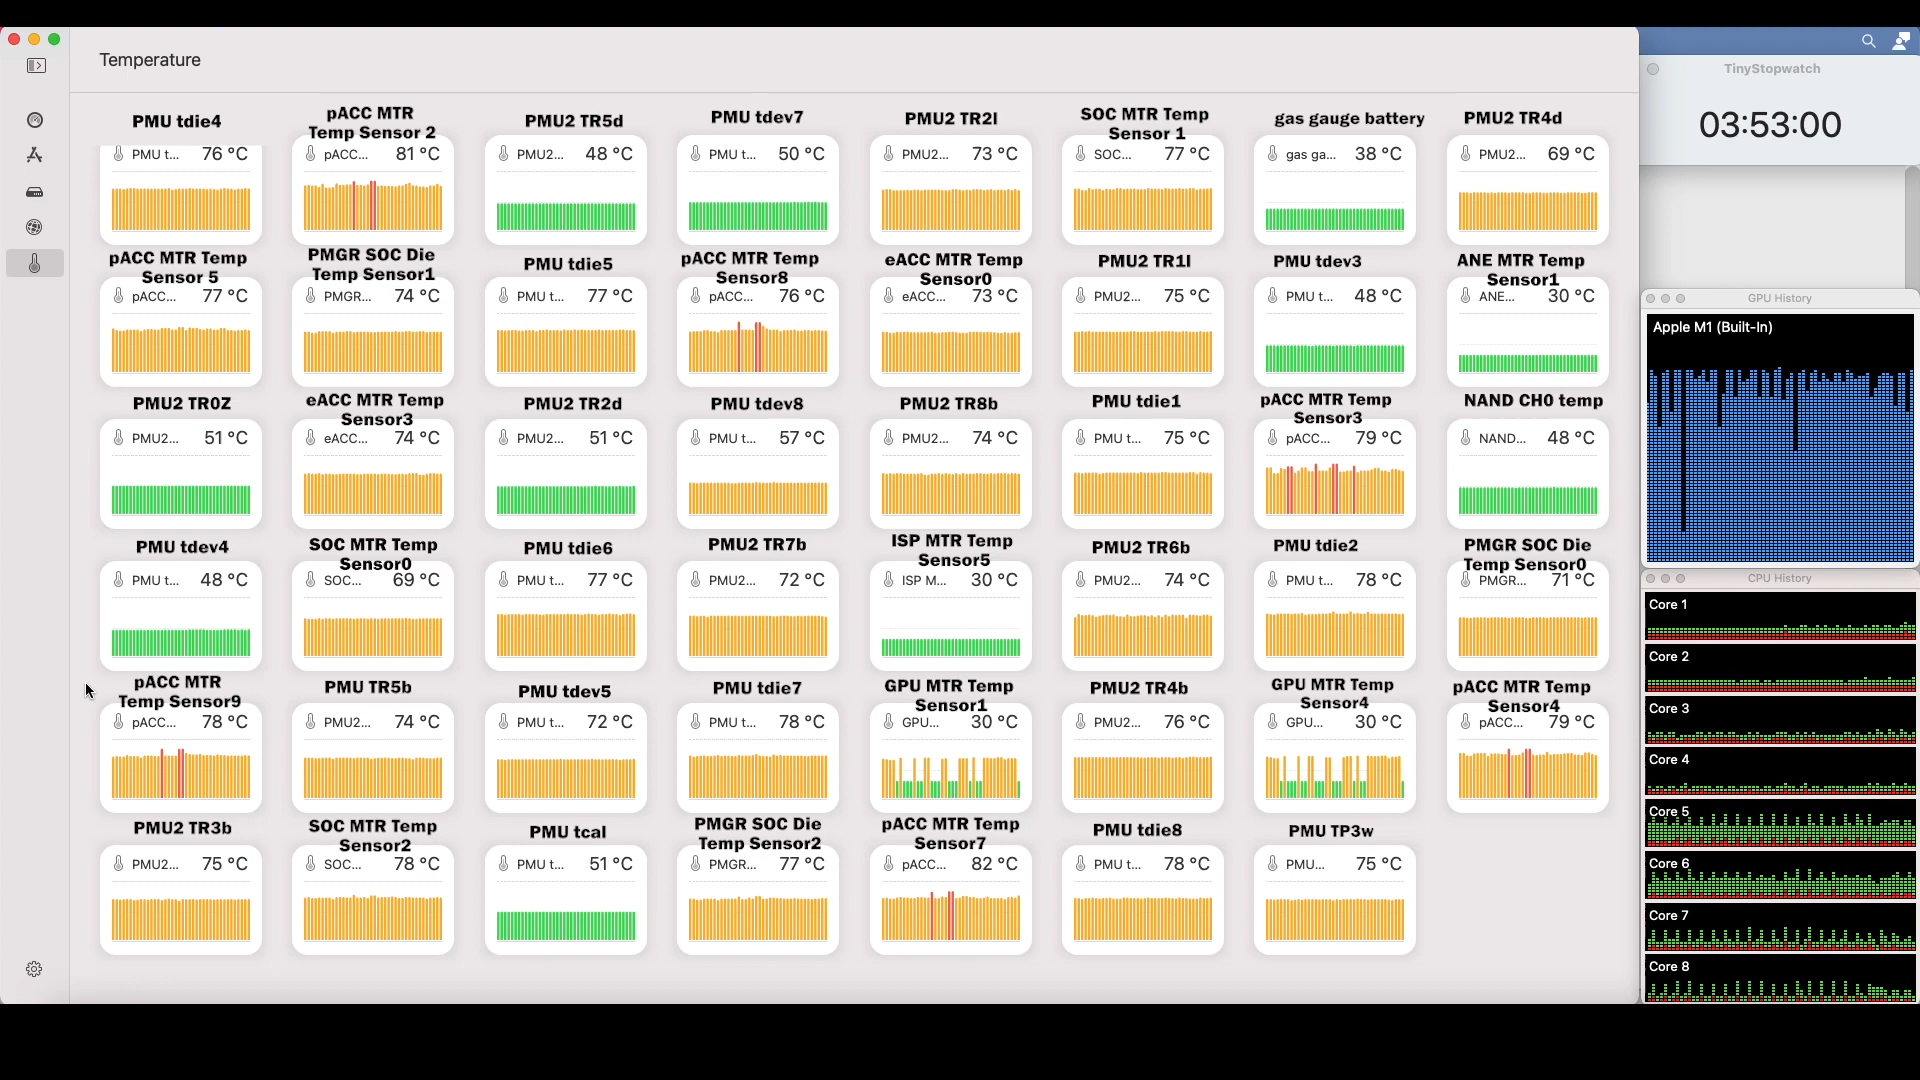 Temperature
TinyStopwatch
03:53:00
PMU tdie4
pACC MTR
Temp Sensor 2
PMU2 TR5d
PMU tdev7
PMU2 TR2l
SOC MTR Temp
Sensor 1
gas gauge battery
PMU2 TR4d
PMU t... 76 °C
pACC... 81 °C
PMU2... 48 °C
PMU t... 50 °C
PMU2... 73 °C
SOC... 77 °C
gas ga... 38 °C
PMU2... 69 °C
pACC MTR Temp
Sensor 5
PMGR SOC Die
Temp Sensor1
PMU tdie5
pACC MTR Temp
Sensor8
eACC MTR Temp
Sensor0
PMU2 TR1l
PMU tdev3
ANE MTR Temp
Sensor1
pACC... 77 °C
PMGR... 74 °C
PMU t... 77 °C
pACC... 76 °C
eACC... 73 °C
PMU2... 75 °C
PMU t... 48 °C
ANE... 30 °C
PMU2 TR0Z
eACC MTR Temp
Sensor3
PMU2 TR2d
PMU tdev8
PMU2 TR8b
PMU tdie1
pACC MTR Temp
Sensor3
NAND CH0 temp
PMU2... 51 °C
eACC... 74 °C
PMU2... 51 °C
PMU t... 57 °C
PMU2... 74 °C
PMU t... 75 °C
pACC... 79 °C
NAND... 48 °C
PMU tdev4
SOC MTR Temp
Sensor0
PMU tdie6
PMU2 TR7b
ISP MTR Temp
Sensor5
PMU2 TR6b
PMU tdie2
PMGR SOC Die
Temp Sensor0
PMU t... 48 °C
SOC... 69 °C
PMU t... 77 °C
PMU2... 72 °C
ISP M... 30 °C
PMU2... 74 °C
PMU t... 78 °C
PMGR... 71 °C
pACC MTR
Temp Sensor9
PMU TR5b
PMU tdev5
PMU tdie7
GPU MTR Temp
Sensor1
PMU2 TR4b
GPU MTR Temp
Sensor4
pACC MTR Temp
Sensor4
pACC... 78 °C
PMU2... 74 °C
PMU t... 72 °C
PMU t... 78 °C
GPU... 30 °C
PMU2... 76 °C
GPU... 30 °C
pACC... 79 °C
PMU2 TR3b
SOC MTR Temp
Sensor2
PMU tcal
PMGR SOC Die
Temp Sensor2
pACC MTR Temp
Sensor7
PMU tdie8
PMU TP3w
PMU2... 75 °C
SOC... 78 °C
PMU t... 51 °C
PMGR... 77 °C
pACC... 82 °C
PMU t... 78 °C
PMU... 75 °C
GPU History
Apple M1 (Built-In)
CPU History
Core 1
Core 2
Core 3
Core 4
Core 5
Core 6
Core 7
Core 8